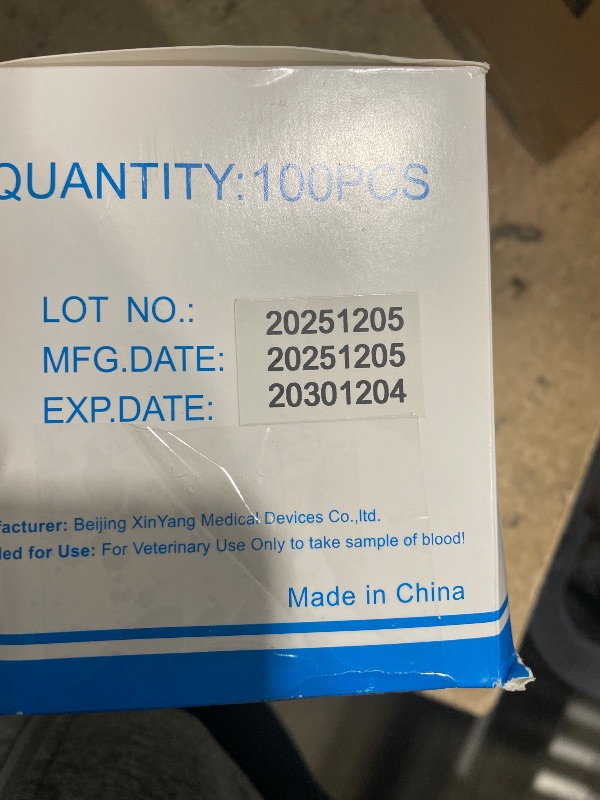 QUANTITY:100PCS
LOT NO.: 20251205
MFG.DATE: 20251205
EXP.DATE: 20301204
facturer: Beijing XinYang Medical Devices Co.,ltd.
ded for Use: For Veterinary Use Only to take sample of blood!
Made in China